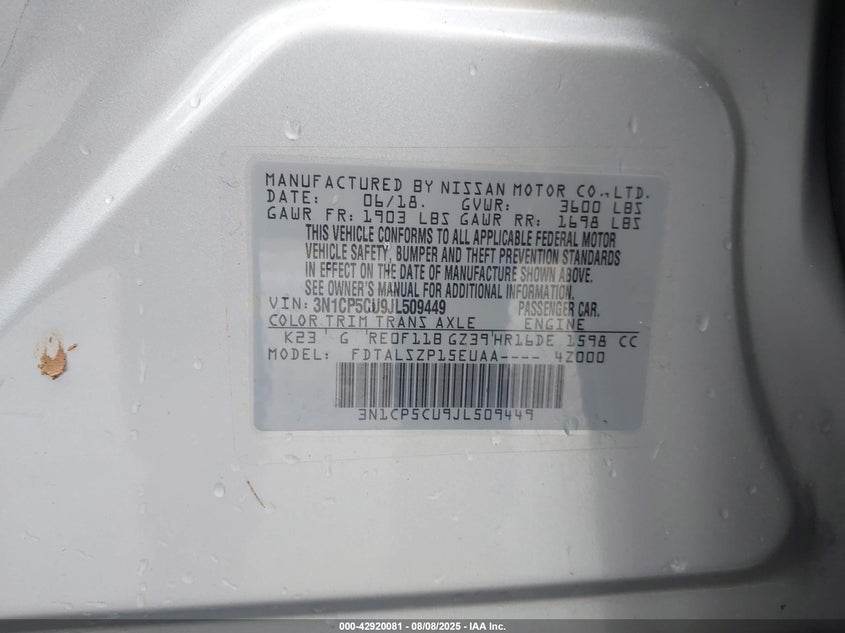 MANUFACTURED BY NISSAN MOTOR CO., LTD.
DATE: 06/18. GVWR: 3600 LBS
GAWR FR: 1903 LBS GAWR RR: 1698 LBS
THIS VEHICLE CONFORMS TO ALL APPLICABLE FEDERAL MOTOR
VEHICLE SAFETY, BUMPER AND THEFT PREVENTION STANDARDS
IN EFFECT ON THE DATE OF MANUFACTURE SHOWN ABOVE.
SEE OWNER'S MANUAL FOR ADDITIONAL INFORMATION.
VIN: 3N1CP5CU9JL509449 PASSENGER CAR.
COLOR TRIM TRANS AXLE ENGINE
K23 G RE0F11B GZ39 HR16DE 1598 CC
MODEL: FDTALSZP15EUAA---- 4Z000
3N1CP5CU9JL509449
000-42920081 - 08/08/2025 - IAA Inc.